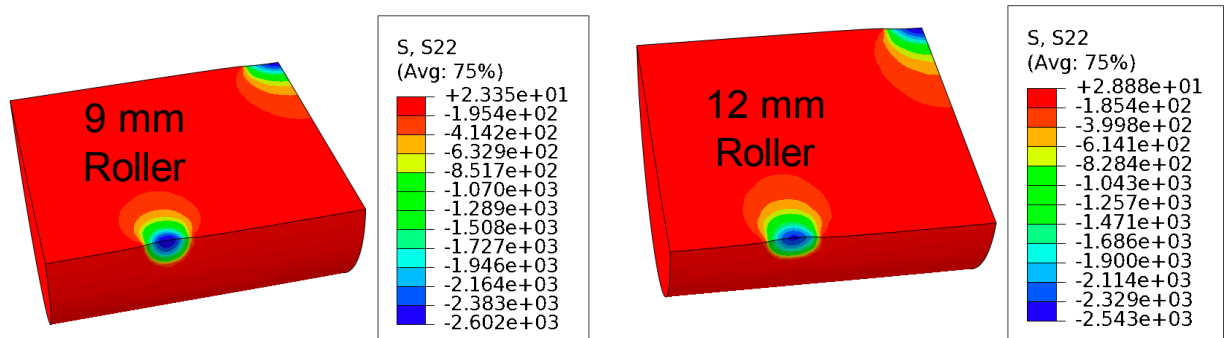 9 mm
Roller
S, S22
(Avg: 75%)
+2.335e+01
-1.954e+02
-4.142e+02
-6.329e+02
-8.517e+02
-1.070e+03
-1.289e+03
-1.508e+03
-1.727e+03
-1.946e+03
-2.164e+03
-2.383e+03
-2.602e+03
12 mm
Roller
S, S22
(Avg: 75%)
+2.888e+01
-1.854e+02
-3.998e+02
-6.141e+02
-8.284e+02
-1.043e+03
-1.257e+03
-1.471e+03
-1.686e+03
-1.900e+03
-2.114e+03
-2.329e+03
-2.543e+03